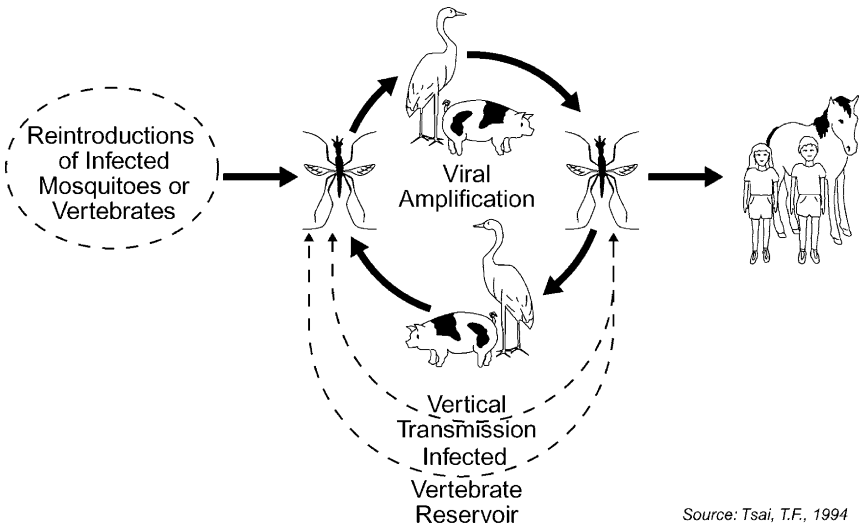 Reintroductions
of Infected
Mosquitoes or
Vertebrates
Viral
Amplification
Vertical
Transmission
Infected
Vertebrate
Reservoir
Source: Tsai, T.F., 1994